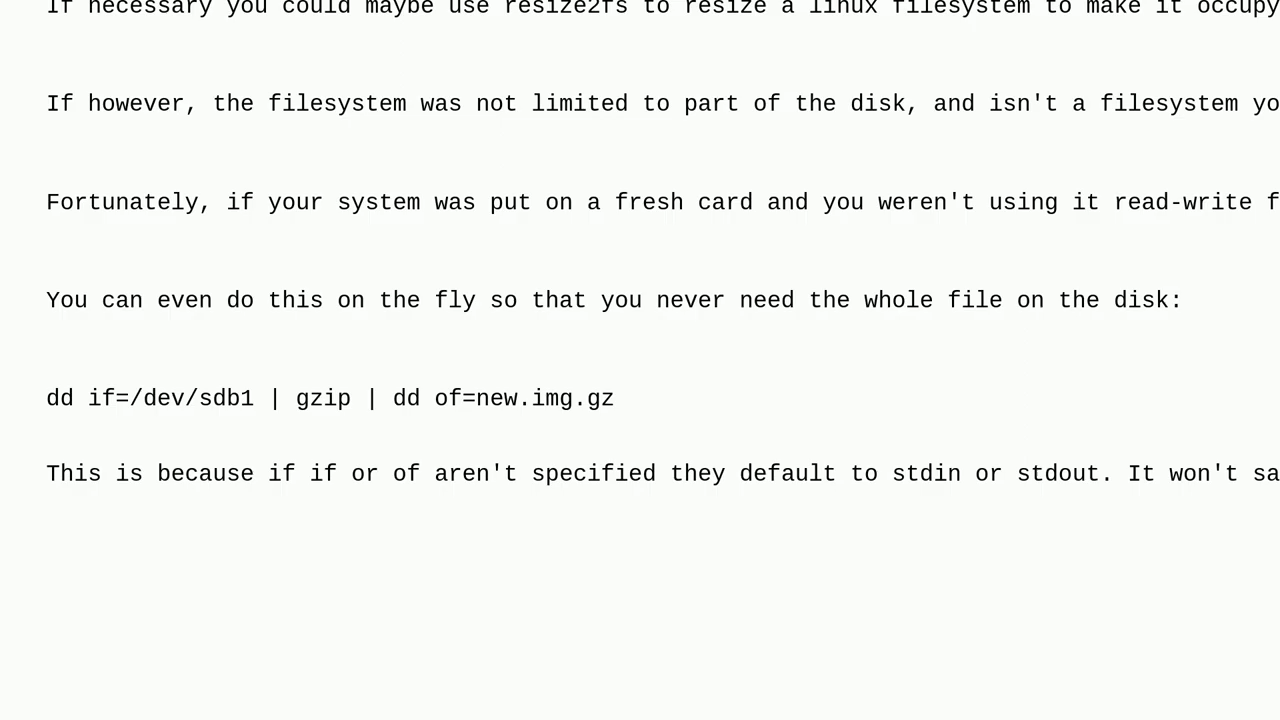 If necessary you could maybe use resize2fs to resize a linux filesystem to make it occupy
If however, the filesystem was not limited to part of the disk, and isn't a filesystem yo
Fortunately, if your system was put on a fresh card and you weren't using it read-write f
You can even do this on the fly so that you never need the whole file on the disk:
dd if=/dev/sdb1 | gzip | dd of=new.img.gz
This is because if if or of aren't specified they default to stdin or stdout. It won't sa